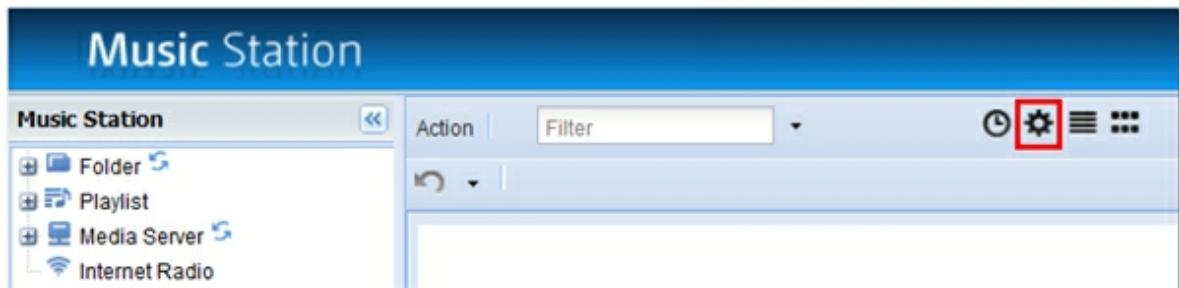 Music Station
Music Station
Action
Filter
Folder
Playlist
Media Server
Internet Radio